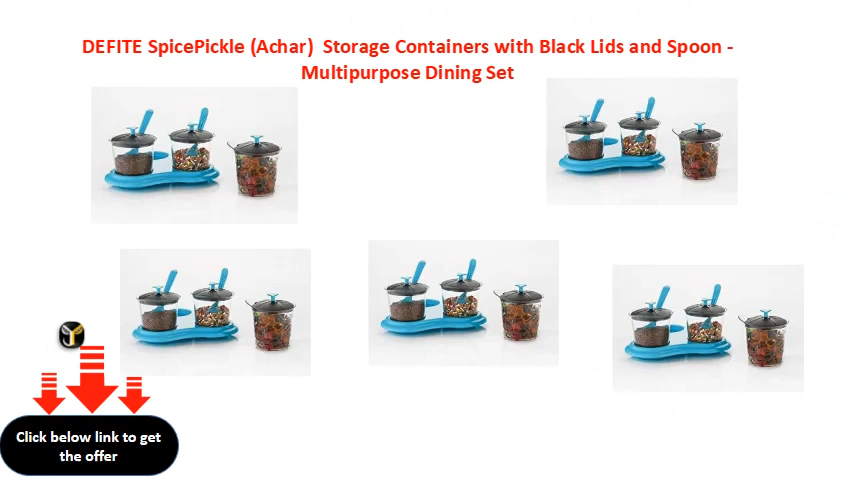 DEFITE SpicePickle (Achar)  Storage Containers with Black Lids and Spoon -
Multipurpose Dining Set
Click below link to get
the offer